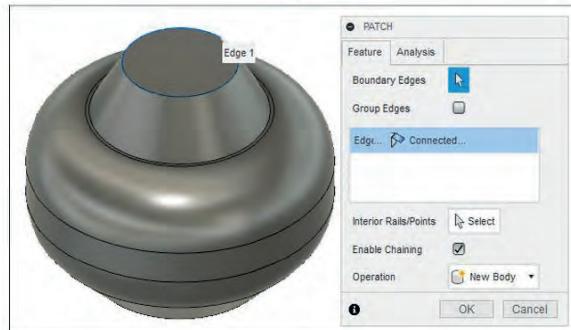 Edge 1
PATCH
Feature
Analysis
Boundary Edges
Group Edges
Edge... Connected...
Interior Rails/Points
Select
Enable Chaining
Operation
New Body
OK
Cancel